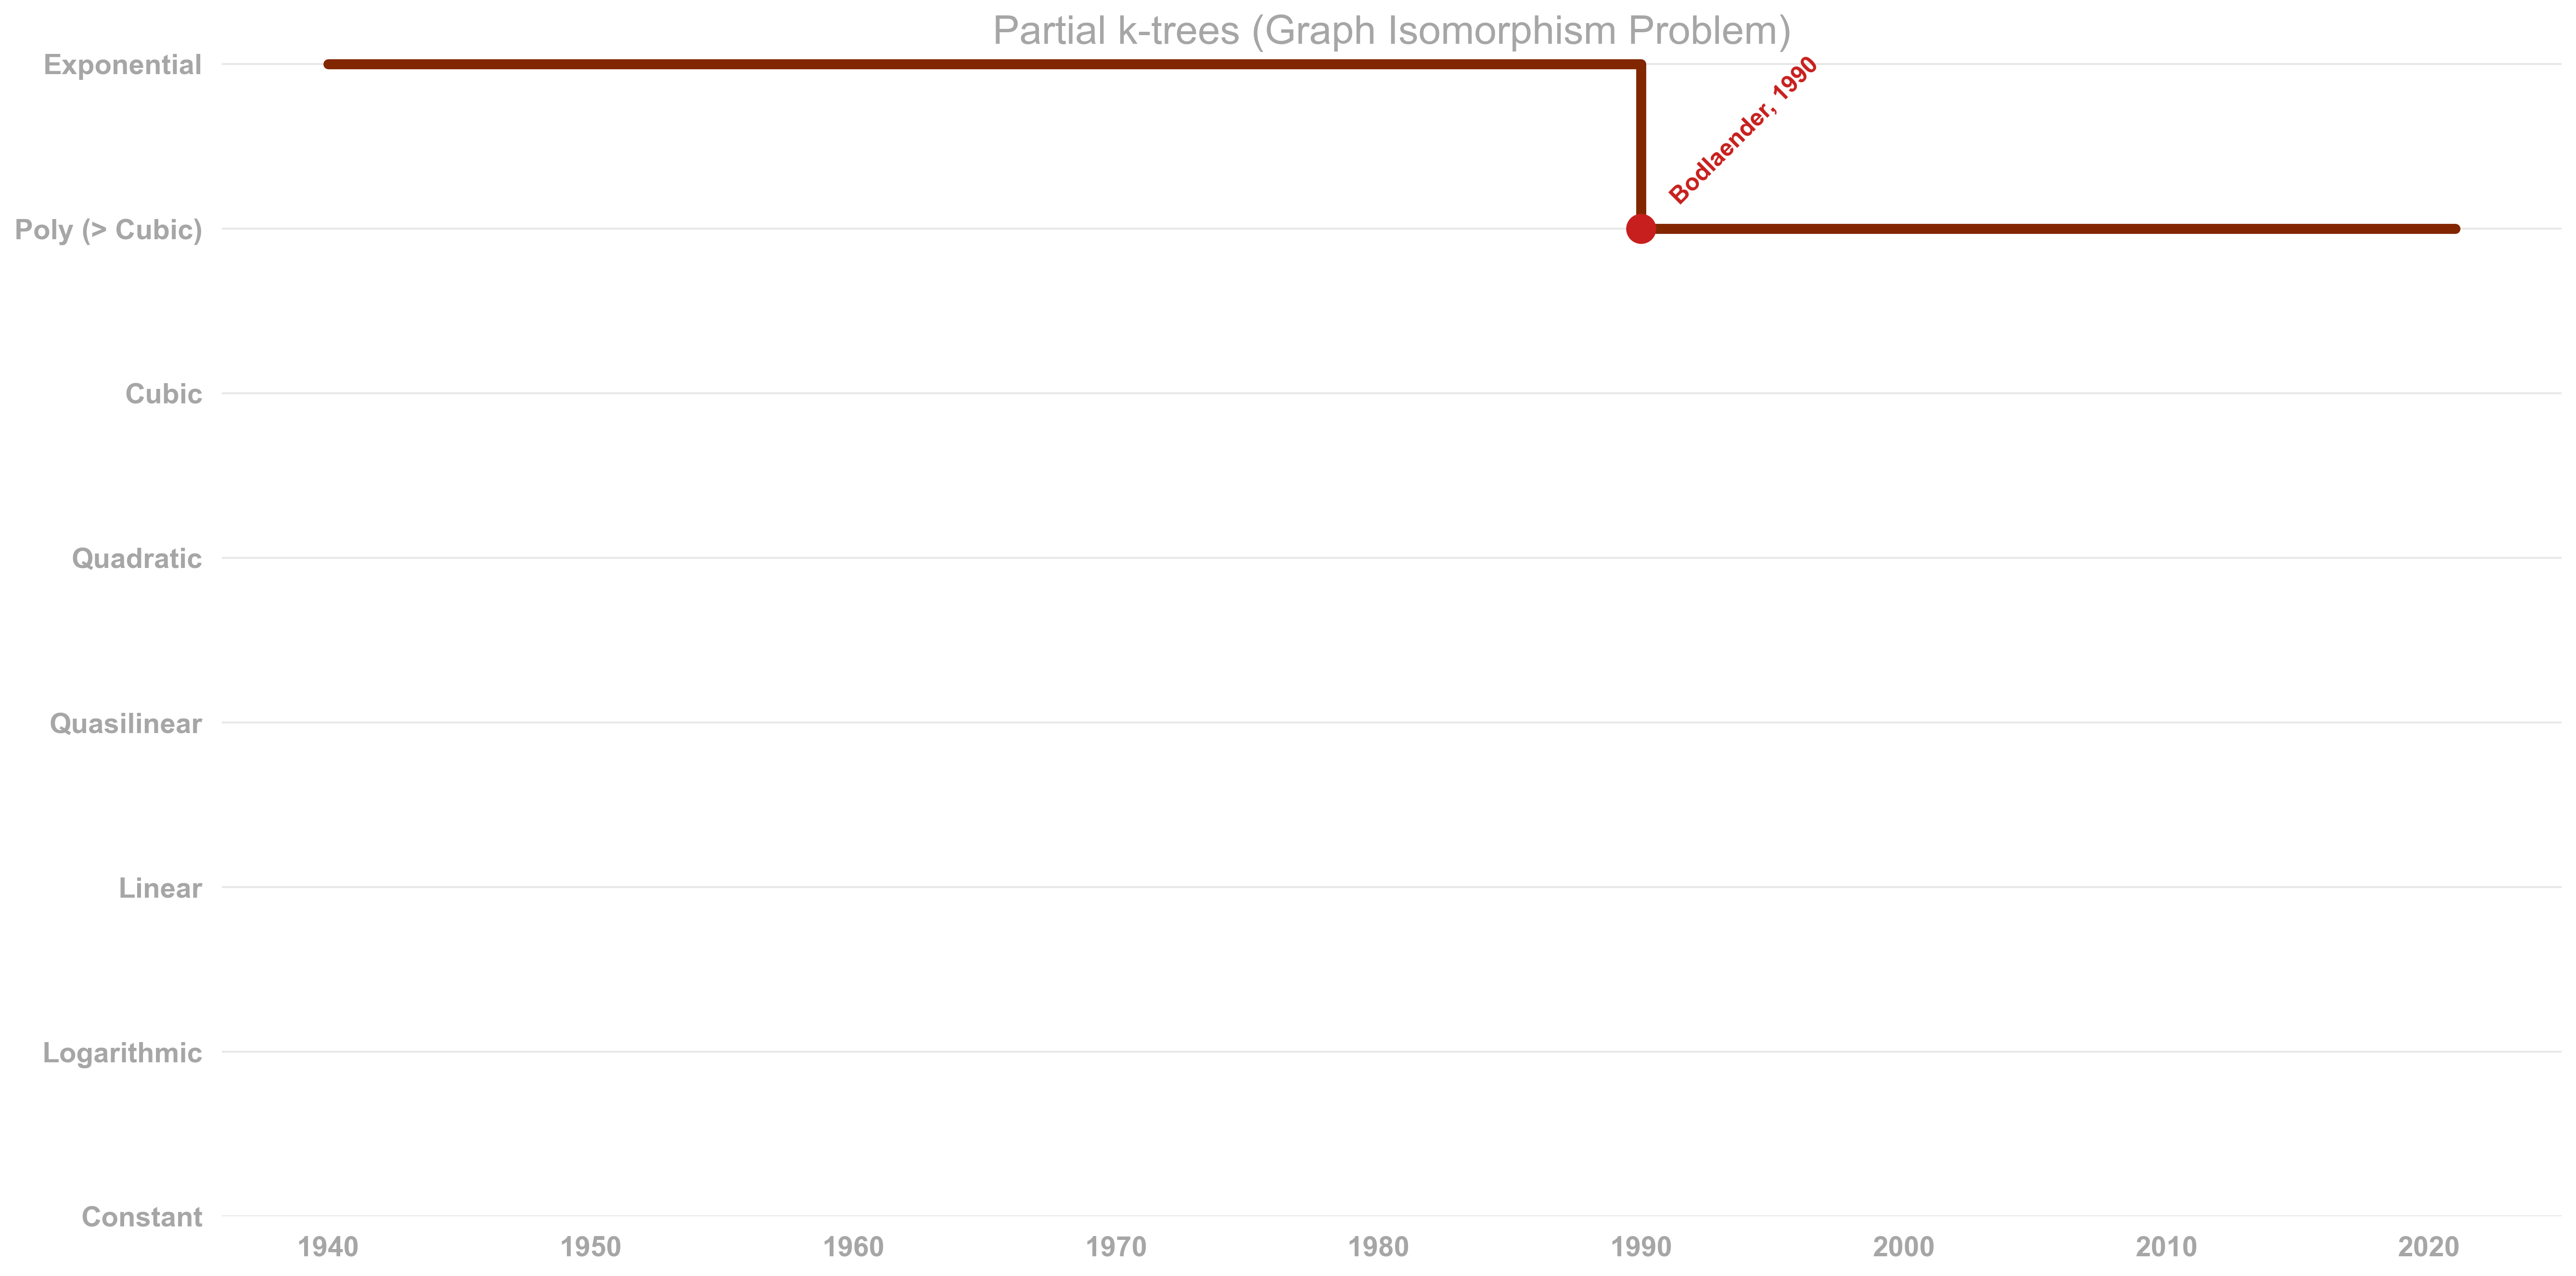 Partial k-trees (Graph Isomorphism Problem)
Exponential
Bodlaender, 1990
Poly (> Cubic)
Cubic
Quadratic
Quasilinear
Linear
Logarithmic
Constant
1940 1950 1960 1970 1980 1990 2000 2010 2020